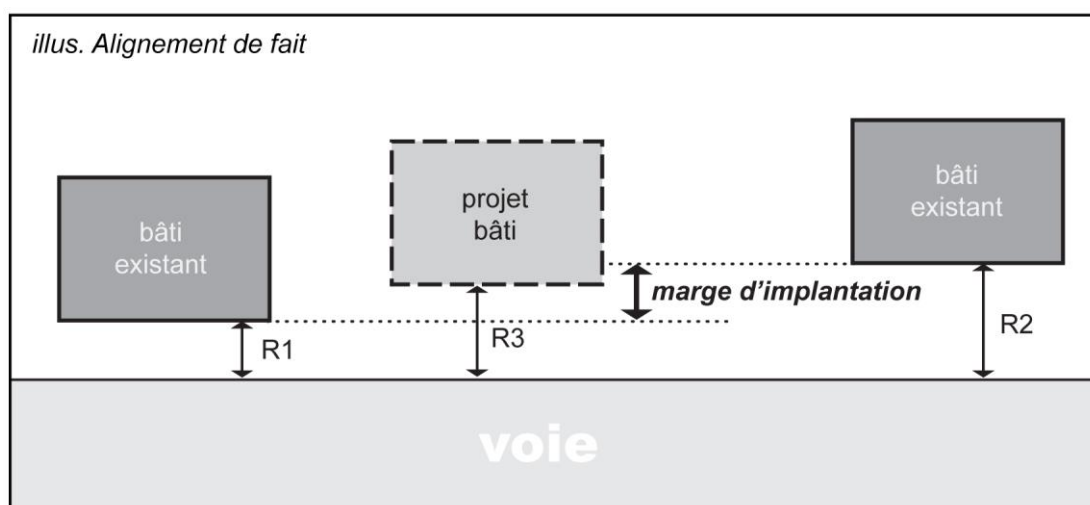 illus. Alignement de fait
bâti
existant
projet
bâti
bâti
existant
marge d'implantation
R1
R3
R2
voie